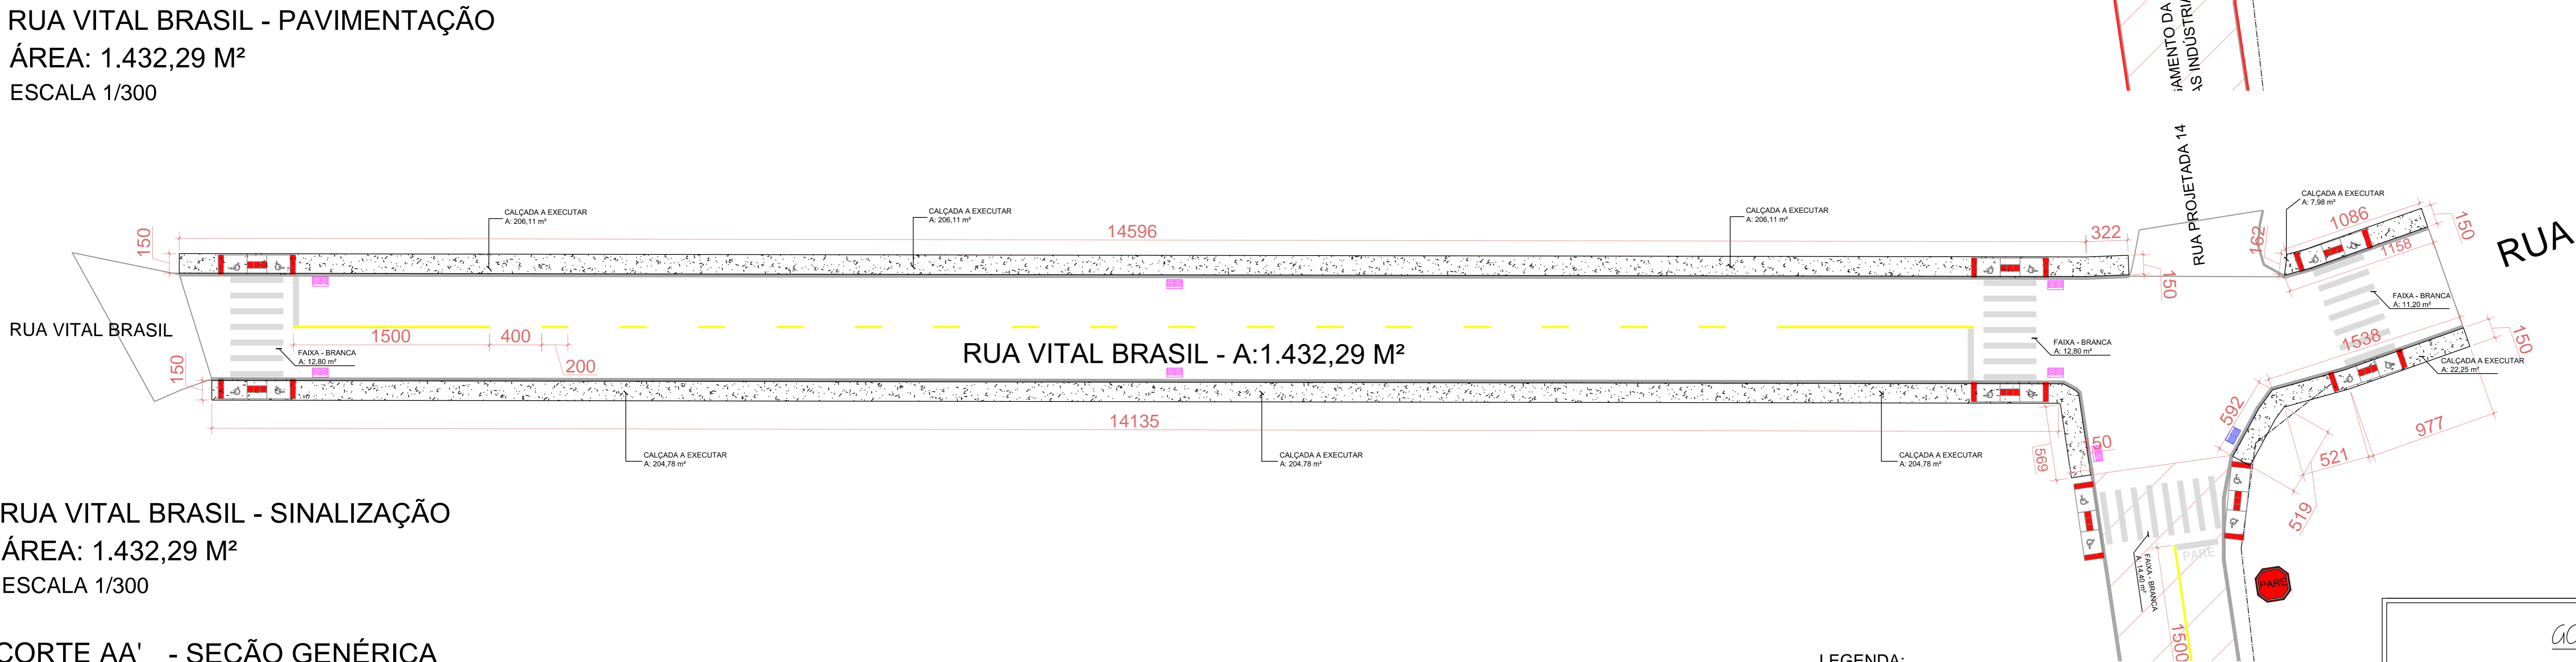 RUA VITAL BRASIL - PAVIMENTAÇÃO
ÁREA: 1.432,29 M²
ESCALA 1/300
RUA PROJETADA 14
RUA
RUA VITAL BRASIL
150
14596
322
150
162
CALÇADA A EXECUTAR
A: 206,11 m²
CALÇADA A EXECUTAR
A: 206,11 m²
CALÇADA A EXECUTAR
A: 206,11 m²
CALÇADA A EXECUTAR
A: 7,98 m²
1086
150
1158
FAIXA - BRANCA
A: 11,20 m²
1500
400
200
FAIXA - BRANCA
A: 12,80 m²
RUA VITAL BRASIL - A:1.432,29 M²
FAIXA - BRANCA
A: 12,80 m²
1538
150
CALÇADA A EXECUTAR
A: 22,25 m²
150
14135
CALÇADA A EXECUTAR
A: 204,78 m²
CALÇADA A EXECUTAR
A: 204,78 m²
CALÇADA A EXECUTAR
A: 204,78 m²
569
592
977
521
519
FAIXA - BRANCA
A: 14,40 m²
PARE
PARE
1500
RUA VITAL BRASIL - SINALIZAÇÃO
ÁREA: 1.432,29 M²
ESCALA 1/300
CORTE AA' - SEÇÃO GENÉRICA
LEGENDA: